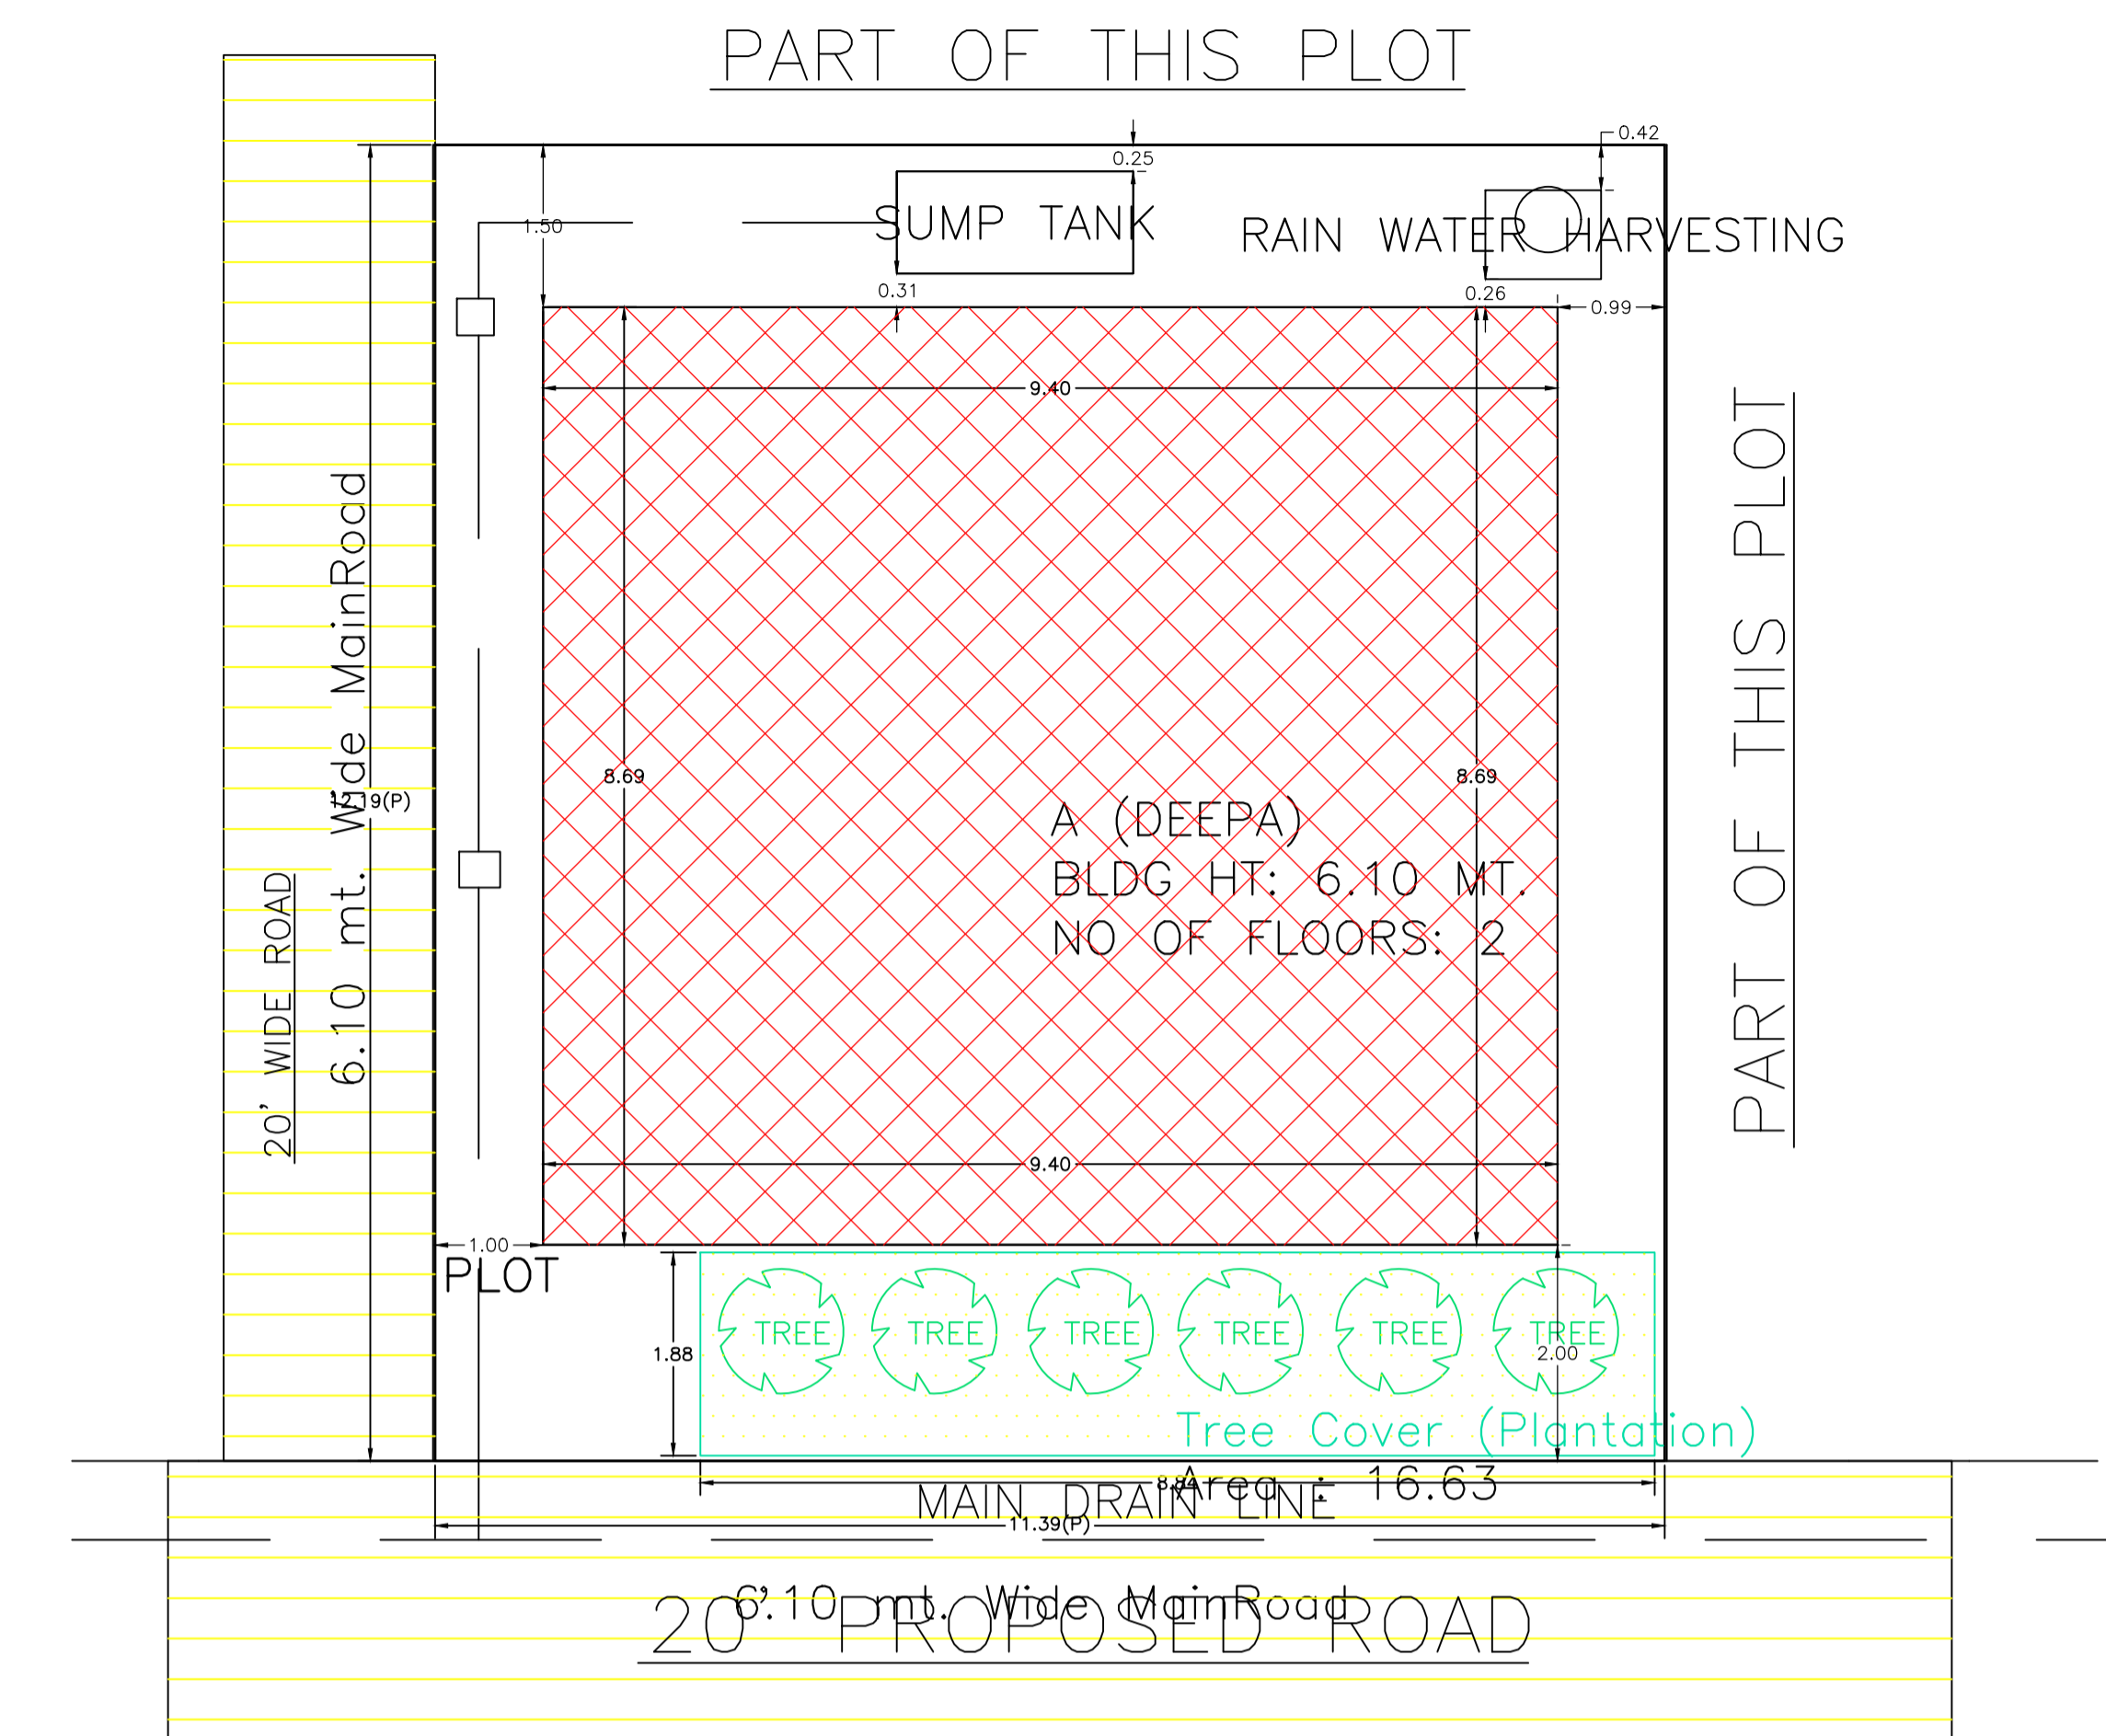 PART OF THIS PLOT
0.42
0.25
1.50
SUMP TANK
RAIN WATER HARVESTING
0.31
0.26
0.99
9.40
PART OF THIS PLOT
6.10 mt. Wide MainRoad
12.19(P)
20' WIDE ROAD
8.69
8.69
A (DEEPA)
BLDG HT: 6.10 MT.
NO OF FLOORS: 2
9.40
1.00
PLOT
TREE TREE TREE TREE TREE TREE
1.88
2.00
Tree Cover (Plantation)
Area : 16.63
8.84
MAIN DRAIN LINE
11.39(P)
6.10 mt. Wide MainRoad
20' PROPOSED ROAD